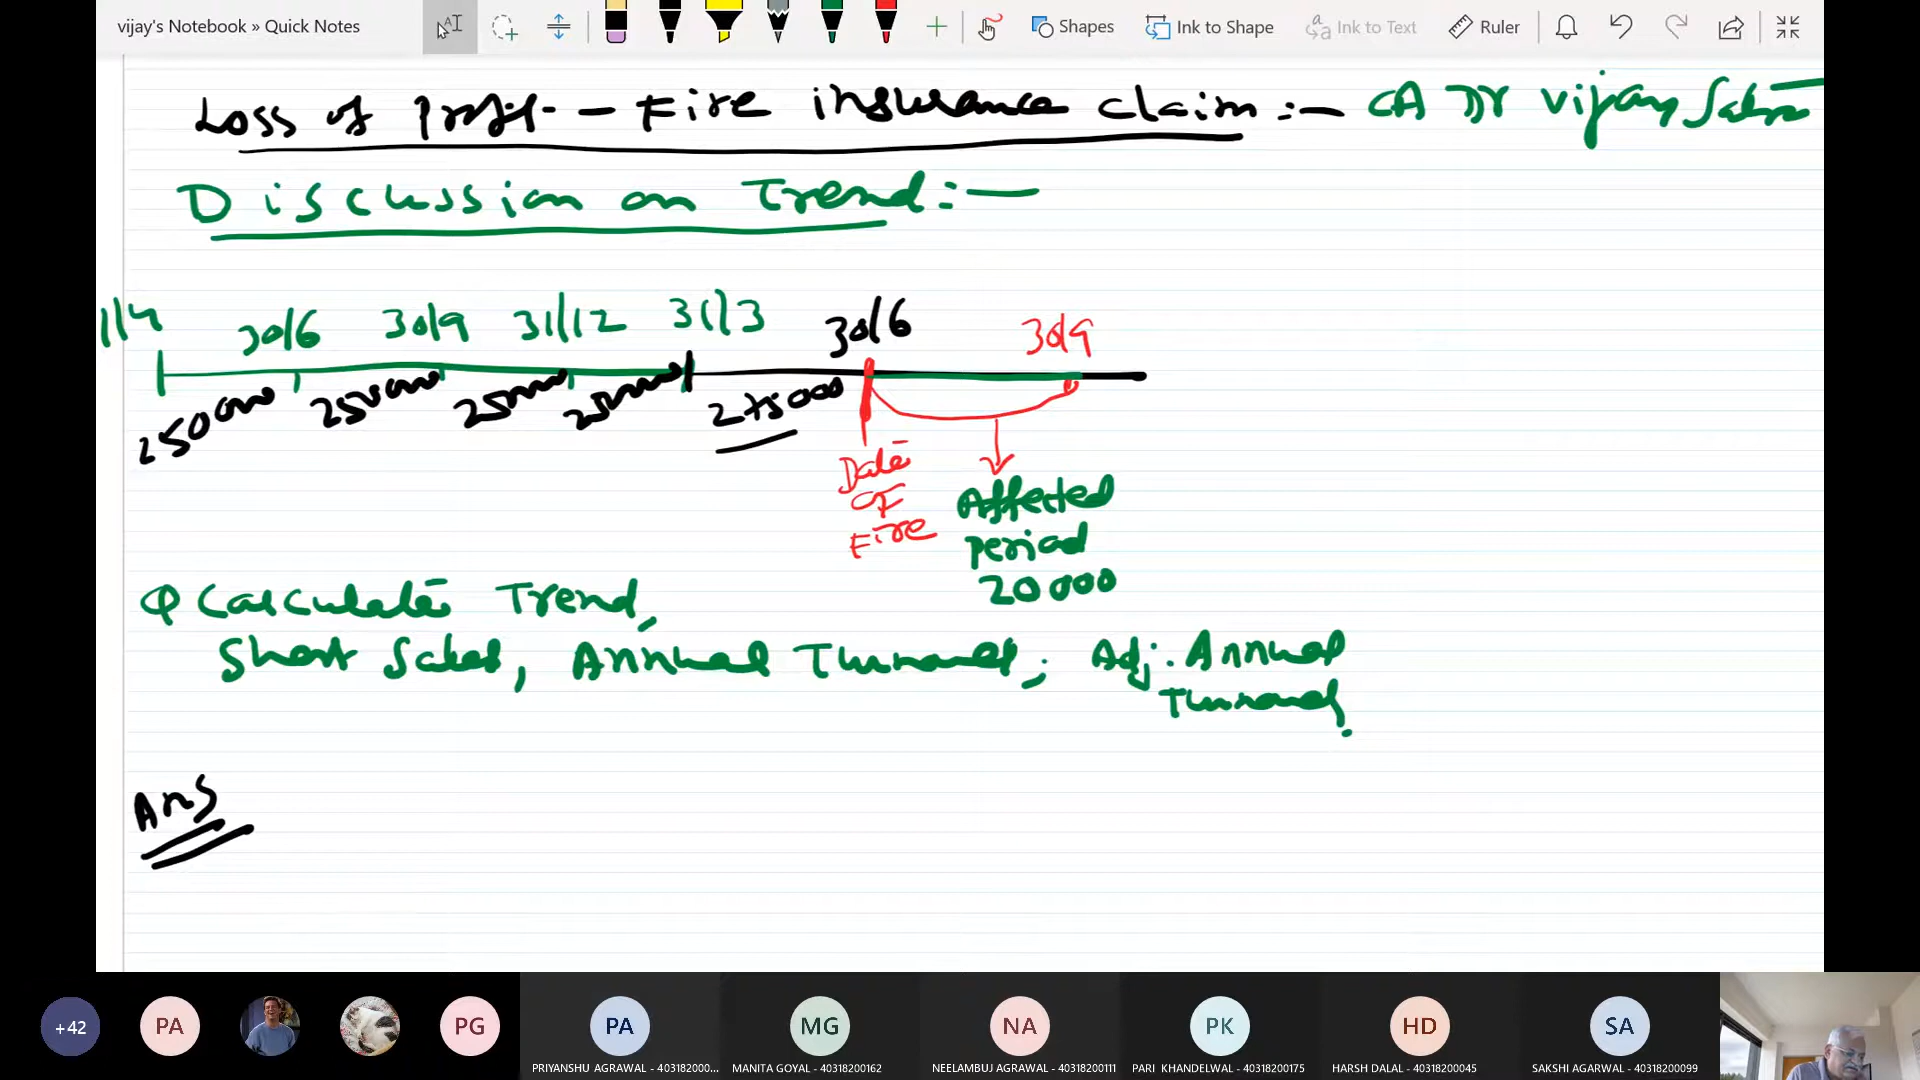 vijay's Notebook » Quick Notes
Shapes
Ink to Shape
Ink to Text
Ruler
Loss of Profit - Fire insurance claim :- CA Dr Vijay
Discussion on Trend :-
1/4 30/6 30/9 31/12 31/3 30/6 30/9
250000 250000 250000 250000 275000
Date
OF
Fire
Affected
period
20000
Q Calculate Trend,
Short Sales, Annual Turnover; Adj. Annual
Turnover.
Ans
+42
PA
PG
PA
MG
NA
PK
HD
SA
PRIYANSHU AGRAWAL - 403182000...
MANITA GOYAL - 40318200162
NEELAMBUJ AGRAWAL - 403182001​11
PARI KHANDELWAL - 40318200175
HARSH DALAL - 40318200045
SAKSHI AGARWAL - 40318200099